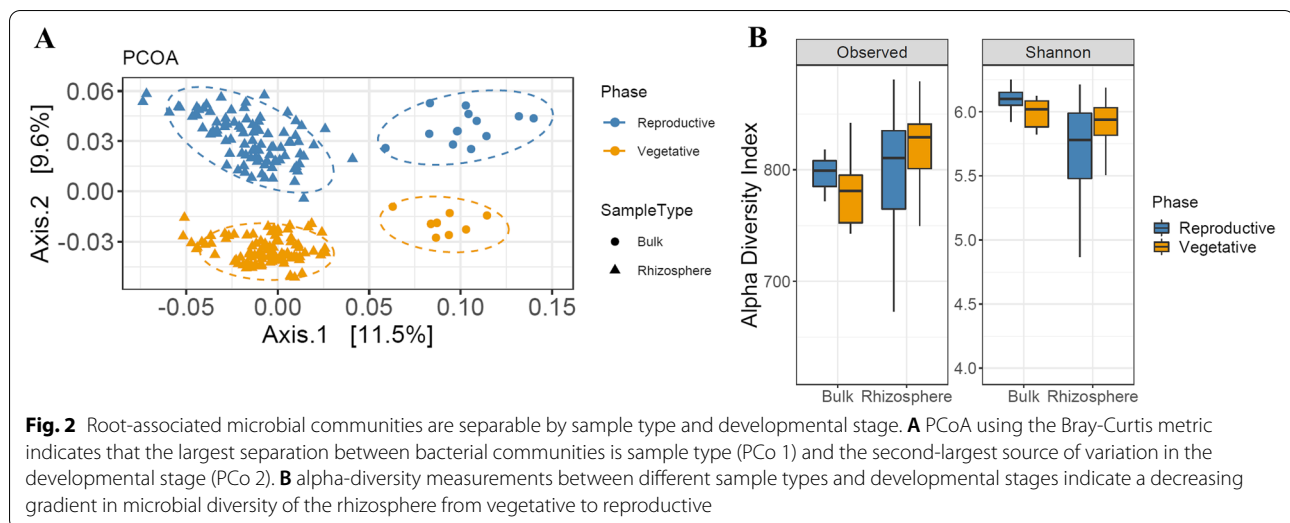 A
PCOA
Axis.2 [9.6%]
0.06
0.03
0.00
-0.03
-0.05 0.00 0.05 0.10 0.15
Axis.1 [11.5%]
Phase
Reproductive
Vegetative
SampleType
Bulk
Rhizosphere
B
Observed Shannon
Alpha Diversity Index
800
700
6.0
5.5
5.0
4.5
4.0
Bulk Rhizosphere Bulk Rhizosphere
Phase
Reproductive
Vegetative
Fig. 2 Root-associated microbial communities are separable by sample type and developmental stage. A PCoA using the Bray-Curtis metric
indicates that the largest separation between bacterial communities is sample type (PCo 1) and the second-largest source of variation in the
developmental stage (PCo 2). B alpha-diversity measurements between different sample types and developmental stages indicate a decreasing
gradient in microbial diversity of the rhizosphere from vegetative to reproductive